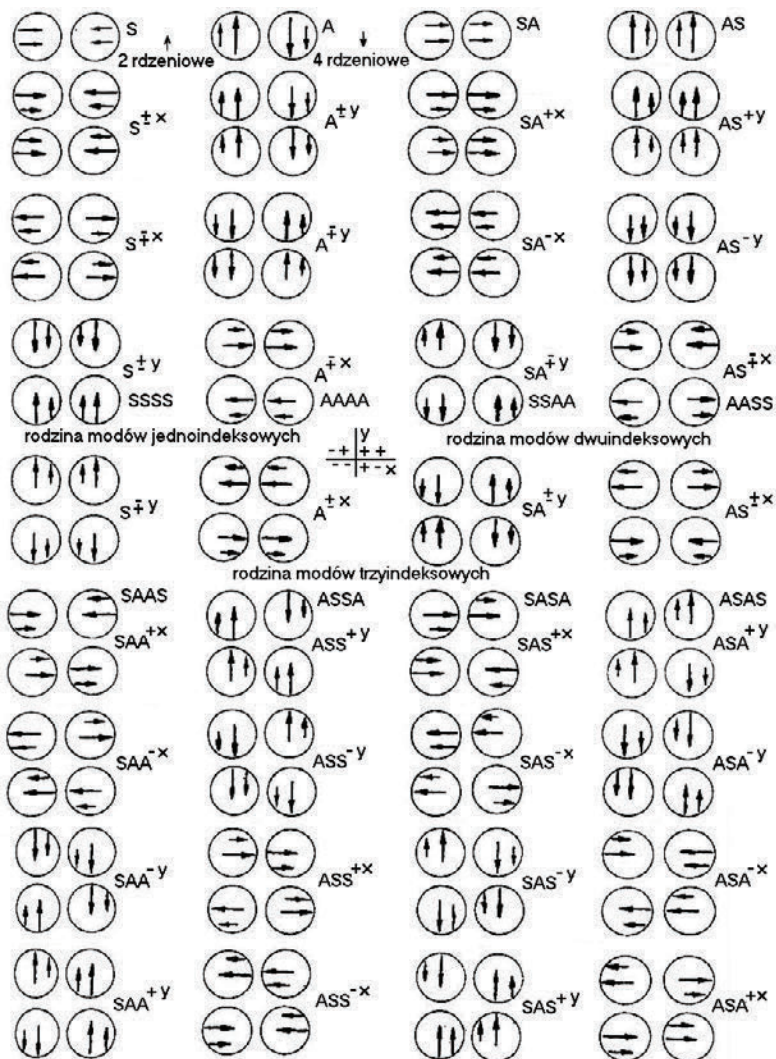 S A SA AS
2 rdzeniowe 4 rdzeniowe
S±x A±y SA+x AS+y
S∓x A∓y SA-x AS-y
S±y A∓x SA∓y AS∓x
SSSS AAAA SSAA AASS
rodzina modów jednoindeksowych rodzina modów dwuindeksowych
y
-+ ++
-- +- x
S∓y A±x SA±y AS±x
rodzina modów trzyindeksowych
SAAS ASSA SASA ASAS
SAA+x ASS+y SAS+x ASA+y
SAA-x ASS-y SAS-x ASA-y
SAA-y ASS+x SAS-y ASA-x
SAA+y ASS-x SAS+y ASA+x